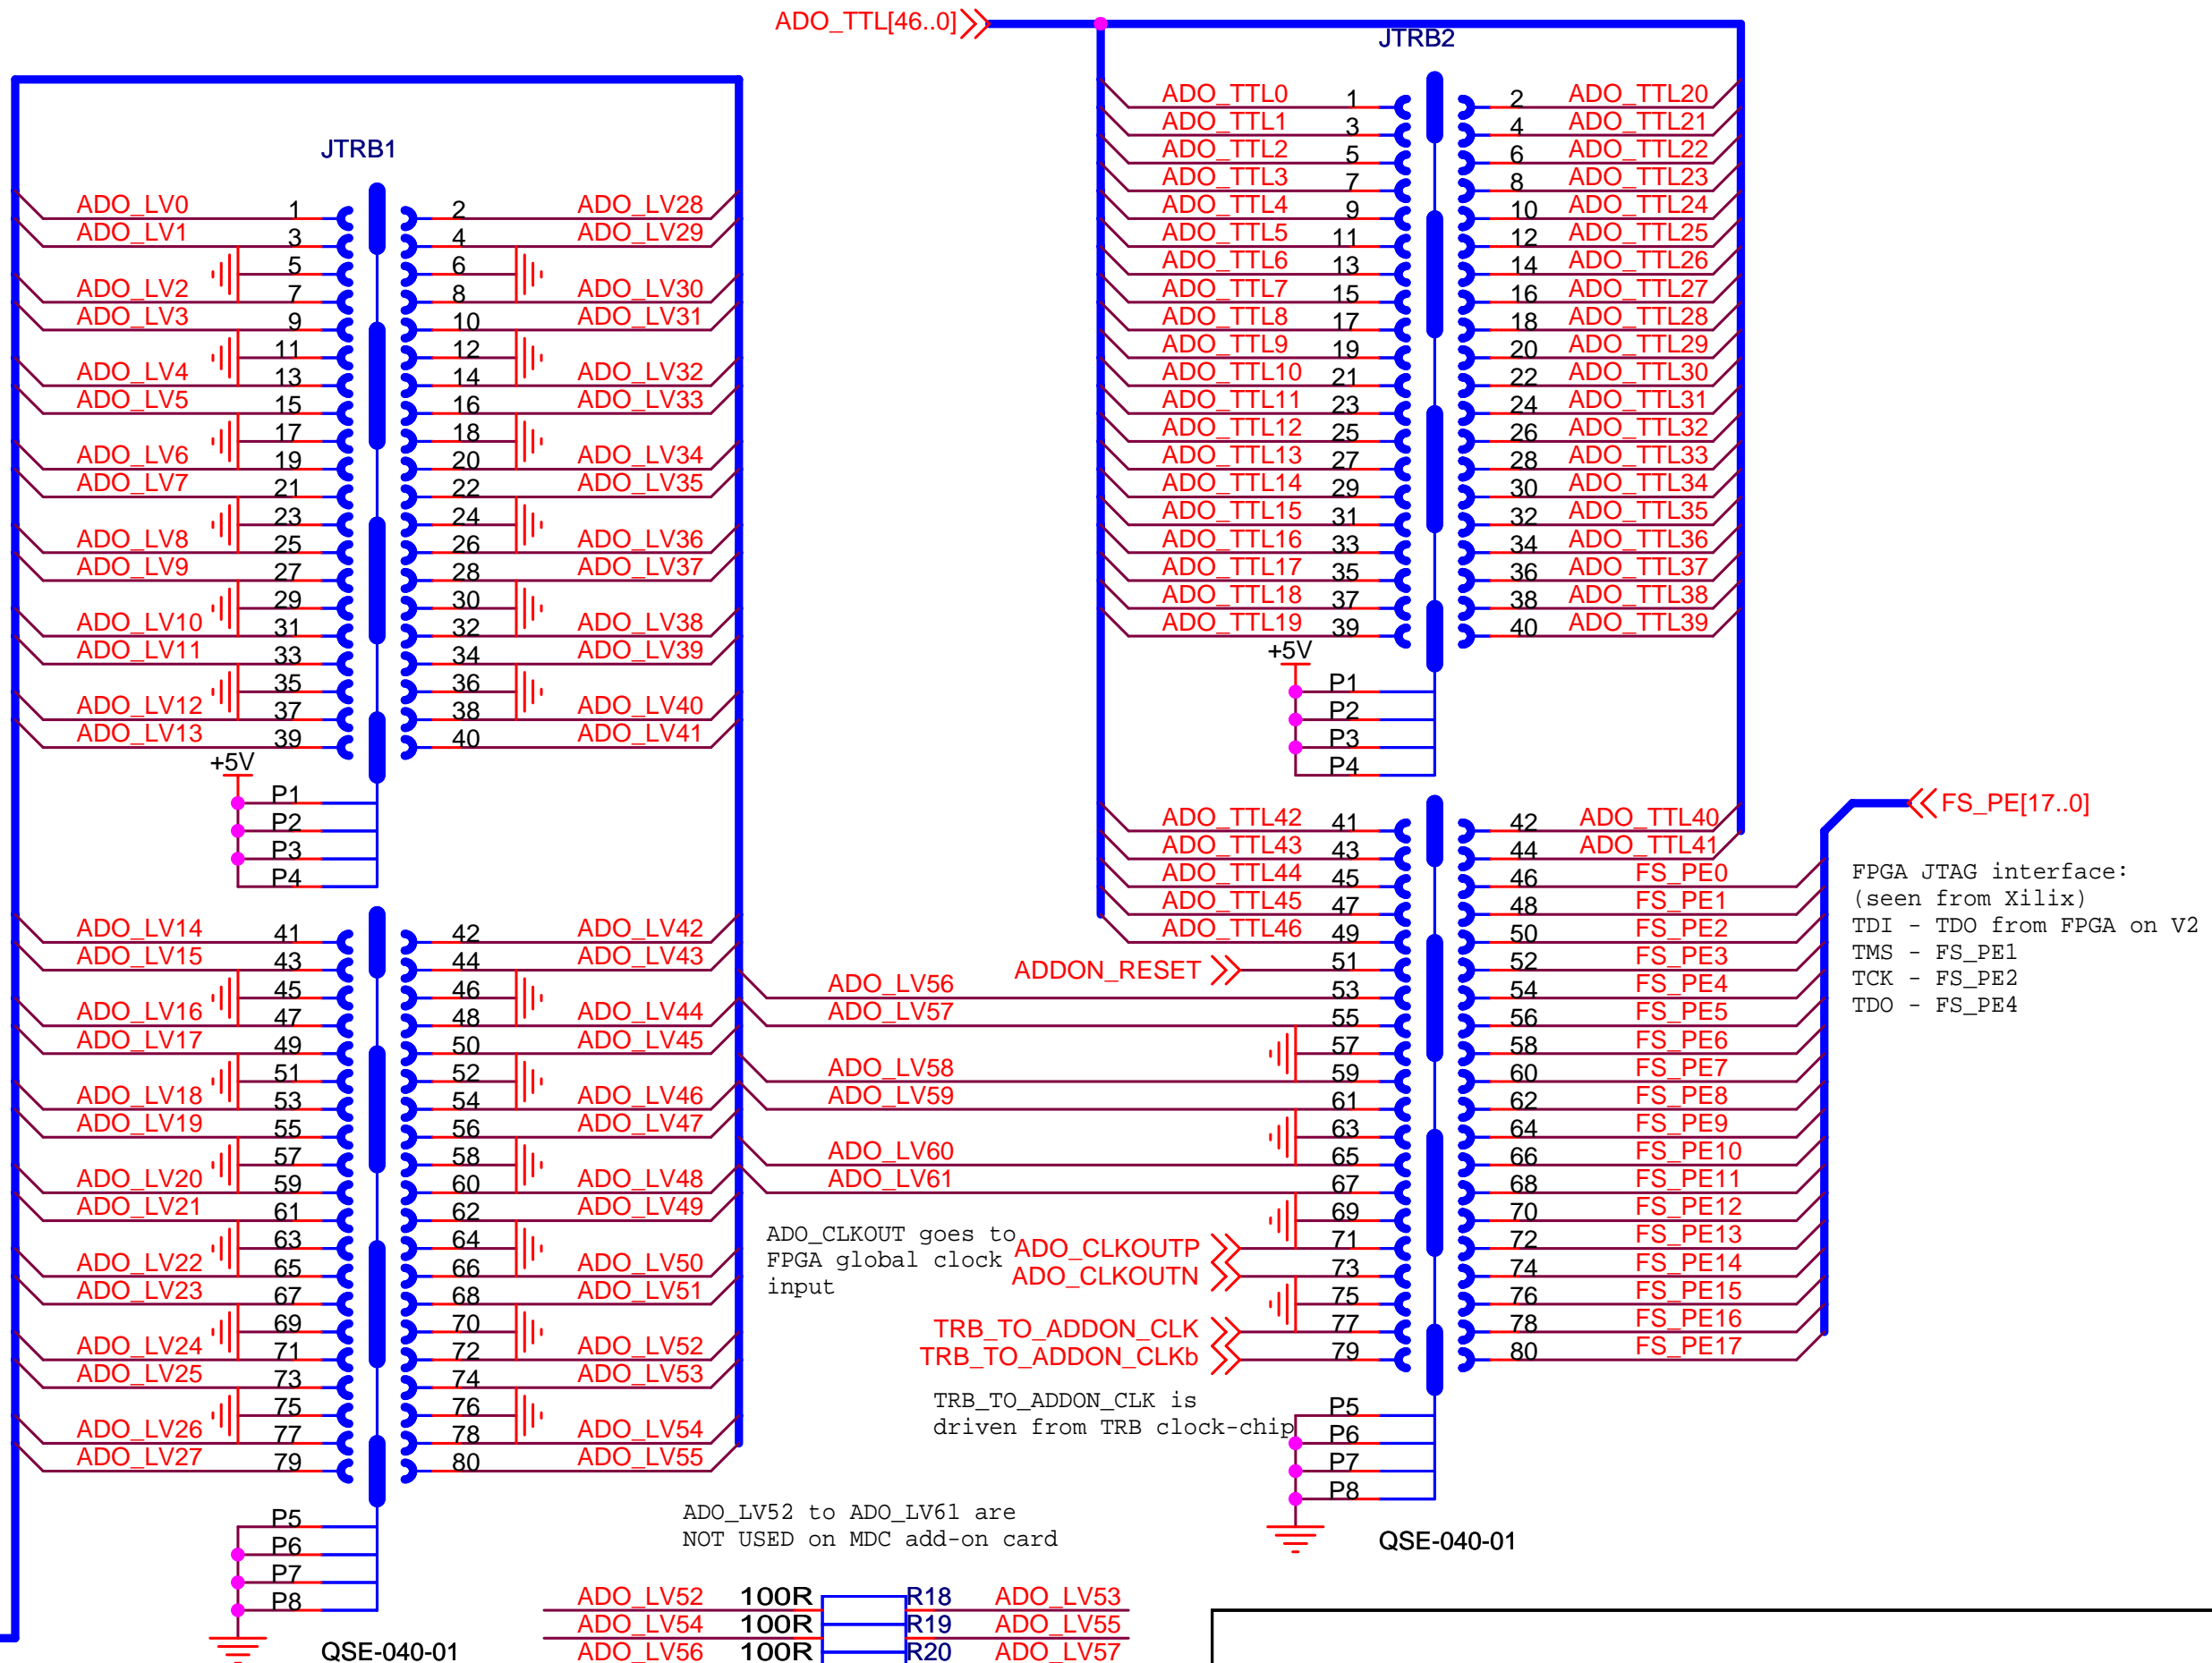 ADO_TTL[46..0]
JTRB2
ADO_TTL0 1 2 ADO_TTL20
ADO_TTL1 3 4 ADO_TTL21
ADO_TTL2 5 6 ADO_TTL22
ADO_TTL3 7 8 ADO_TTL23
ADO_TTL4 9 10 ADO_TTL24
ADO_TTL5 11 12 ADO_TTL25
ADO_TTL6 13 14 ADO_TTL26
ADO_TTL7 15 16 ADO_TTL27
ADO_TTL8 17 18 ADO_TTL28
ADO_TTL9 19 20 ADO_TTL29
ADO_TTL10 21 22 ADO_TTL30
ADO_TTL11 23 24 ADO_TTL31
ADO_TTL12 25 26 ADO_TTL32
ADO_TTL13 27 28 ADO_TTL33
ADO_TTL14 29 30 ADO_TTL34
ADO_TTL15 31 32 ADO_TTL35
ADO_TTL16 33 34 ADO_TTL36
ADO_TTL17 35 36 ADO_TTL37
ADO_TTL18 37 38 ADO_TTL38
ADO_TTL19 39 40 ADO_TTL39
+5V
P1
P2
P3
P4
ADO_TTL42 41 42 ADO_TTL40
ADO_TTL43 43 44 ADO_TTL41
ADO_TTL44 45 46 FS_PE0
ADO_TTL45 47 48 FS_PE1
ADO_TTL46 49 50 FS_PE2
ADDON_RESET 51 52 FS_PE3
ADO_LV56 53 54 FS_PE4
ADO_LV57 55 56 FS_PE5
57 58 FS_PE6
ADO_LV58 59 60 FS_PE7
ADO_LV59 61 62 FS_PE8
63 64 FS_PE9
ADO_LV60 65 66 FS_PE10
ADO_LV61 67 68 FS_PE11
69 70 FS_PE12
ADO_CLKOUTP 71 72 FS_PE13
ADO_CLKOUTN 73 74 FS_PE14
75 76 FS_PE15
TRB_TO_ADDON_CLK 77 78 FS_PE16
TRB_TO_ADDON_CLKb 79 80 FS_PE17
P5
P6
P7
P8
QSE-040-01
FS_PE[17..0]
FPGA JTAG interface:
(seen from Xilix)
TDI - TDO from FPGA on V2
TMS - FS_PE1
TCK - FS_PE2
TDO - FS_PE4
ADO_CLKOUT goes to
FPGA global clock
input
TRB_TO_ADDON_CLK is
driven from TRB clock-chip
JTRB1
ADO_LV0 1 2 ADO_LV28
ADO_LV1 3 4 ADO_LV29
5 6
ADO_LV2 7 8 ADO_LV30
ADO_LV3 9 10 ADO_LV31
11 12
ADO_LV4 13 14 ADO_LV32
ADO_LV5 15 16 ADO_LV33
17 18
ADO_LV6 19 20 ADO_LV34
ADO_LV7 21 22 ADO_LV35
23 24
ADO_LV8 25 26 ADO_LV36
ADO_LV9 27 28 ADO_LV37
29 30
ADO_LV10 31 32 ADO_LV38
ADO_LV11 33 34 ADO_LV39
35 36
ADO_LV12 37 38 ADO_LV40
ADO_LV13 39 40 ADO_LV41
+5V
P1
P2
P3
P4
ADO_LV14 41 42 ADO_LV42
ADO_LV15 43 44 ADO_LV43
45 46
ADO_LV16 47 48 ADO_LV44
ADO_LV17 49 50 ADO_LV45
51 52
ADO_LV18 53 54 ADO_LV46
ADO_LV19 55 56 ADO_LV47
57 58
ADO_LV20 59 60 ADO_LV48
ADO_LV21 61 62 ADO_LV49
63 64
ADO_LV22 65 66 ADO_LV50
ADO_LV23 67 68 ADO_LV51
69 70
ADO_LV24 71 72 ADO_LV52
ADO_LV25 73 74 ADO_LV53
75 76
ADO_LV26 77 78 ADO_LV54
ADO_LV27 79 80 ADO_LV55
P5
P6
P7
P8
QSE-040-01
ADO_LV52 to ADO_LV61 are
NOT USED on MDC add-on card
ADO_LV52 100R R18 ADO_LV53
ADO_LV54 100R R19 ADO_LV55
ADO_LV56 100R R20 ADO_LV57